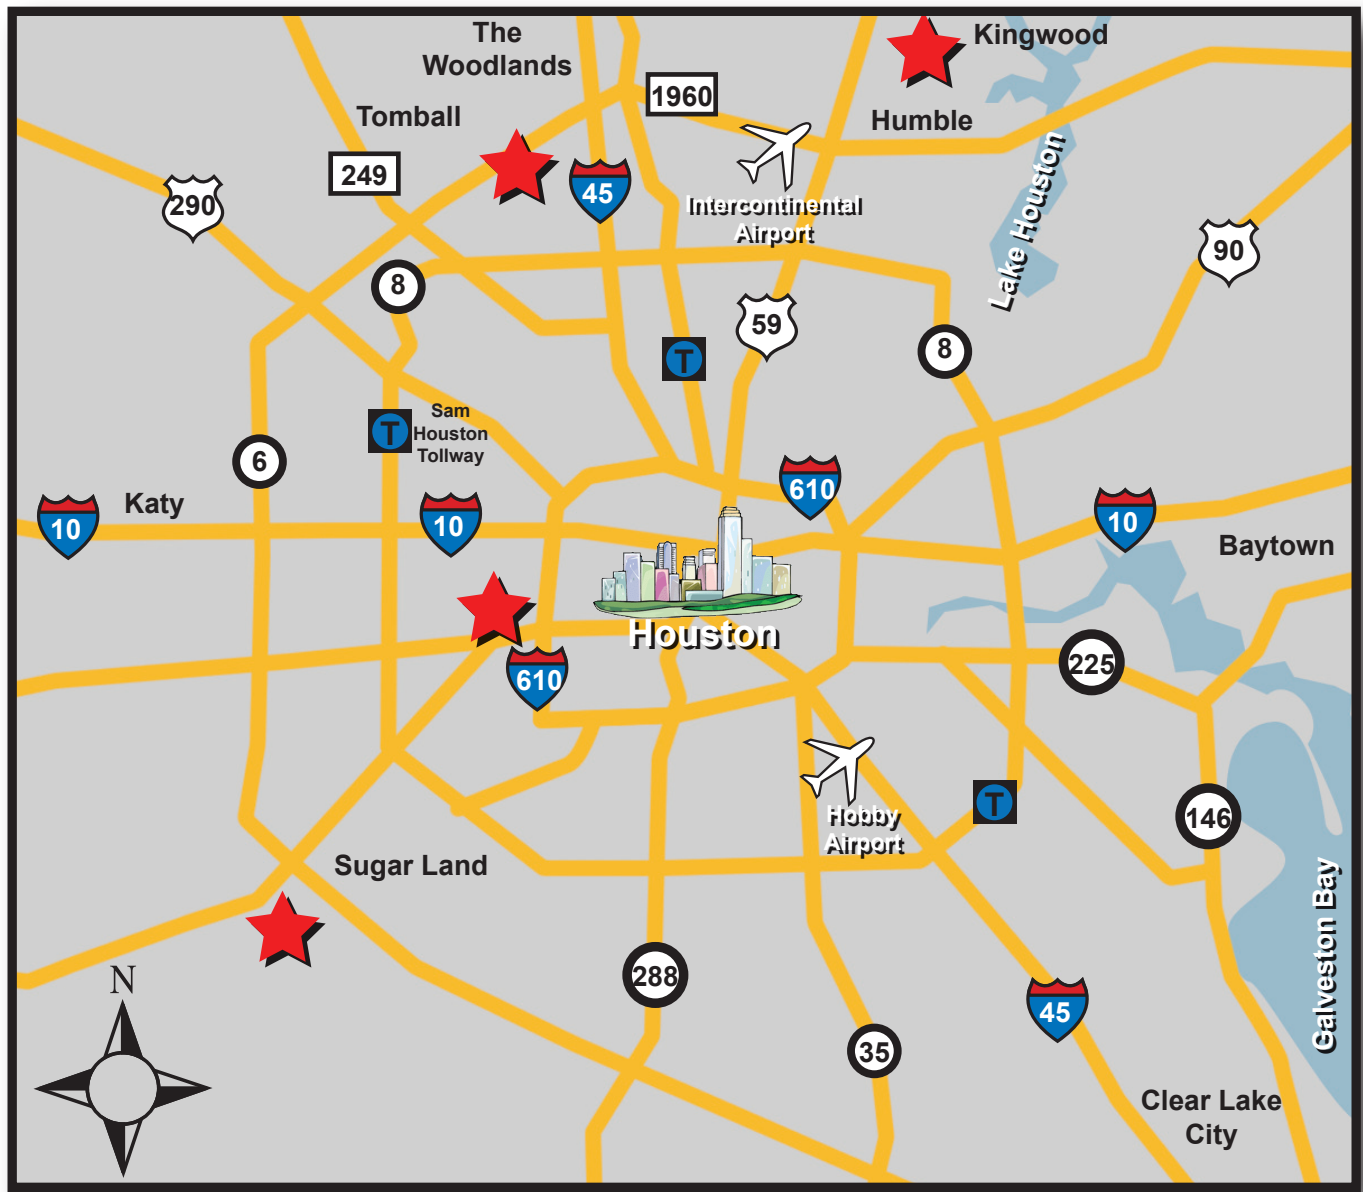 The
Woodlands
Kingwood
1960
Tomball
Humble
249
45
290
Intercontinental
Airport
Lake Houston
90
8
59
8
T
Sam
Houston
Tollway
T
6
610
Katy
10
10
10
Baytown
Houston
610
225
Hobby
Airport
T
146
Sugar Land
Galveston Bay
N
288
45
35
Clear Lake
City